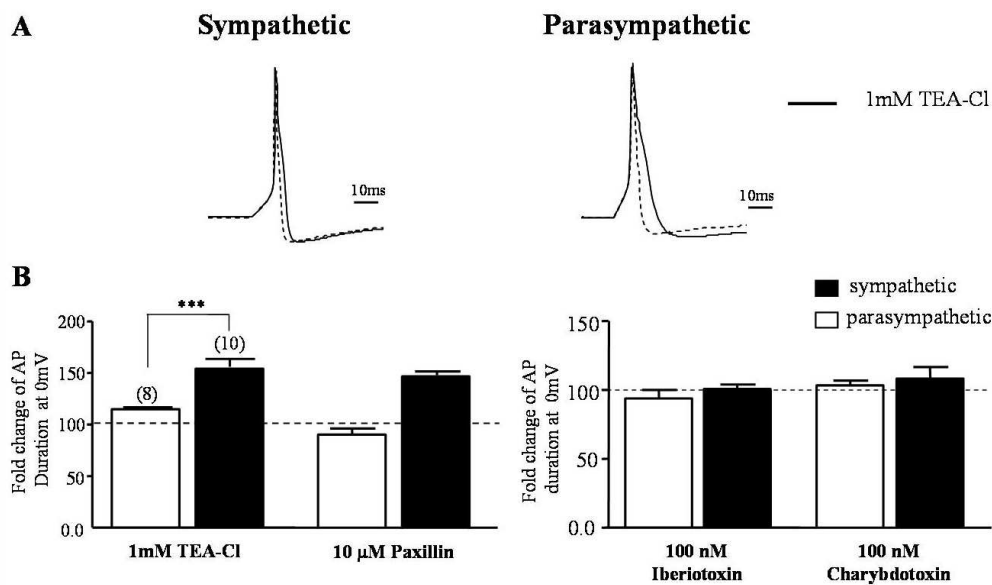 A
Sympathetic
Parasympathetic
1mM TEA-Cl
10ms
10ms
B
sympathetic
parasympathetic
Fold change of AP
Duration at 0mV
200
150
100
50
0.0
***
(8)
(10)
1mM TEA-Cl
10 μM Paxillin
Fold change of AP
duration at 0mV
150
100
50
0.0
100 nM
Iberiotoxin
100 nM
Charybdotoxin